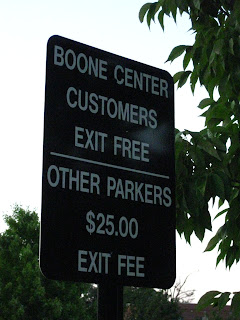 BOONE CENTER
CUSTOMERS
EXIT FREE
OTHER PARKERS
$25.00
EXIT FEE